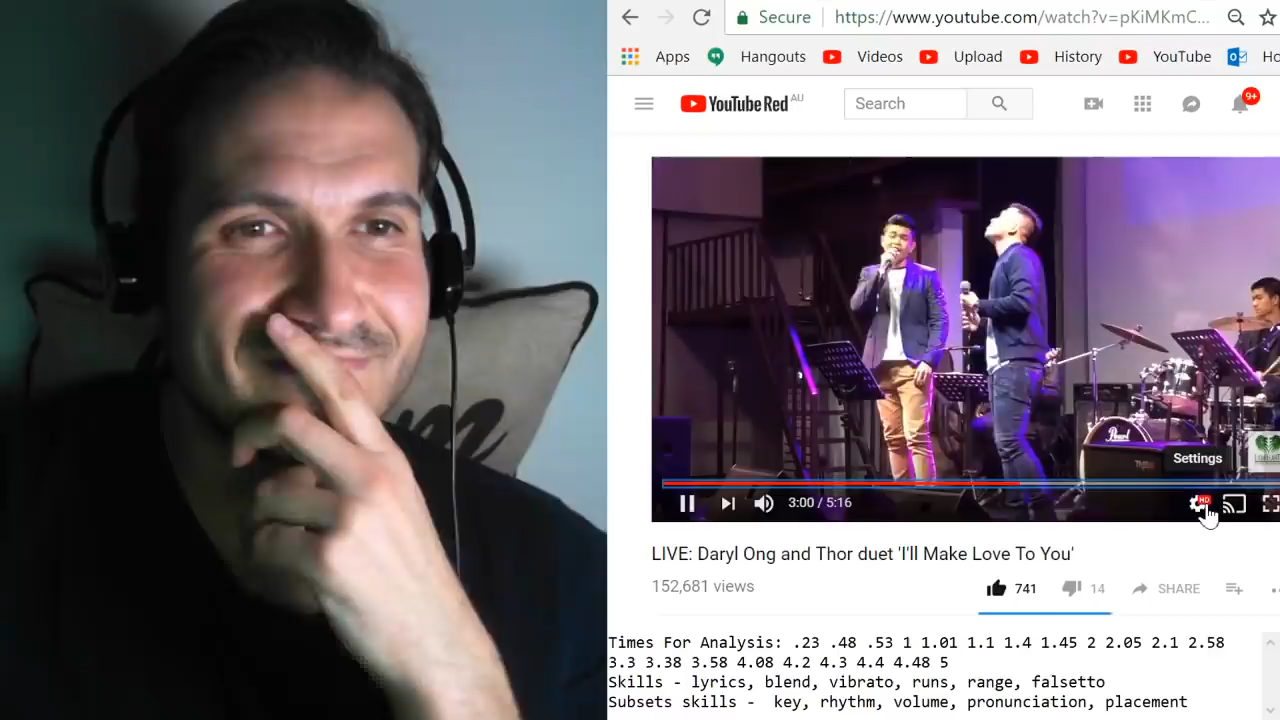 Secure https://www.youtube.com/watch?v=pKiMKmC...
Apps Hangouts Videos Upload History YouTube Ho
YouTube Red AU Search 9+
Settings
HD
3:00 / 5:16
Pearl
LIVE: Daryl Ong and Thor duet 'I'll Make Love To You'
152,681 views 741 14 SHARE
Times For Analysis: .23 .48 .53 1 1.01 1.1 1.4 1.45 2 2.05 2.1 2.58
3.3 3.38 3.58 4.08 4.2 4.3 4.4 4.48 5
Skills - lyrics, blend, vibrato, runs, range, falsetto
Subsets skills - key, rhythm, volume, pronunciation, placement